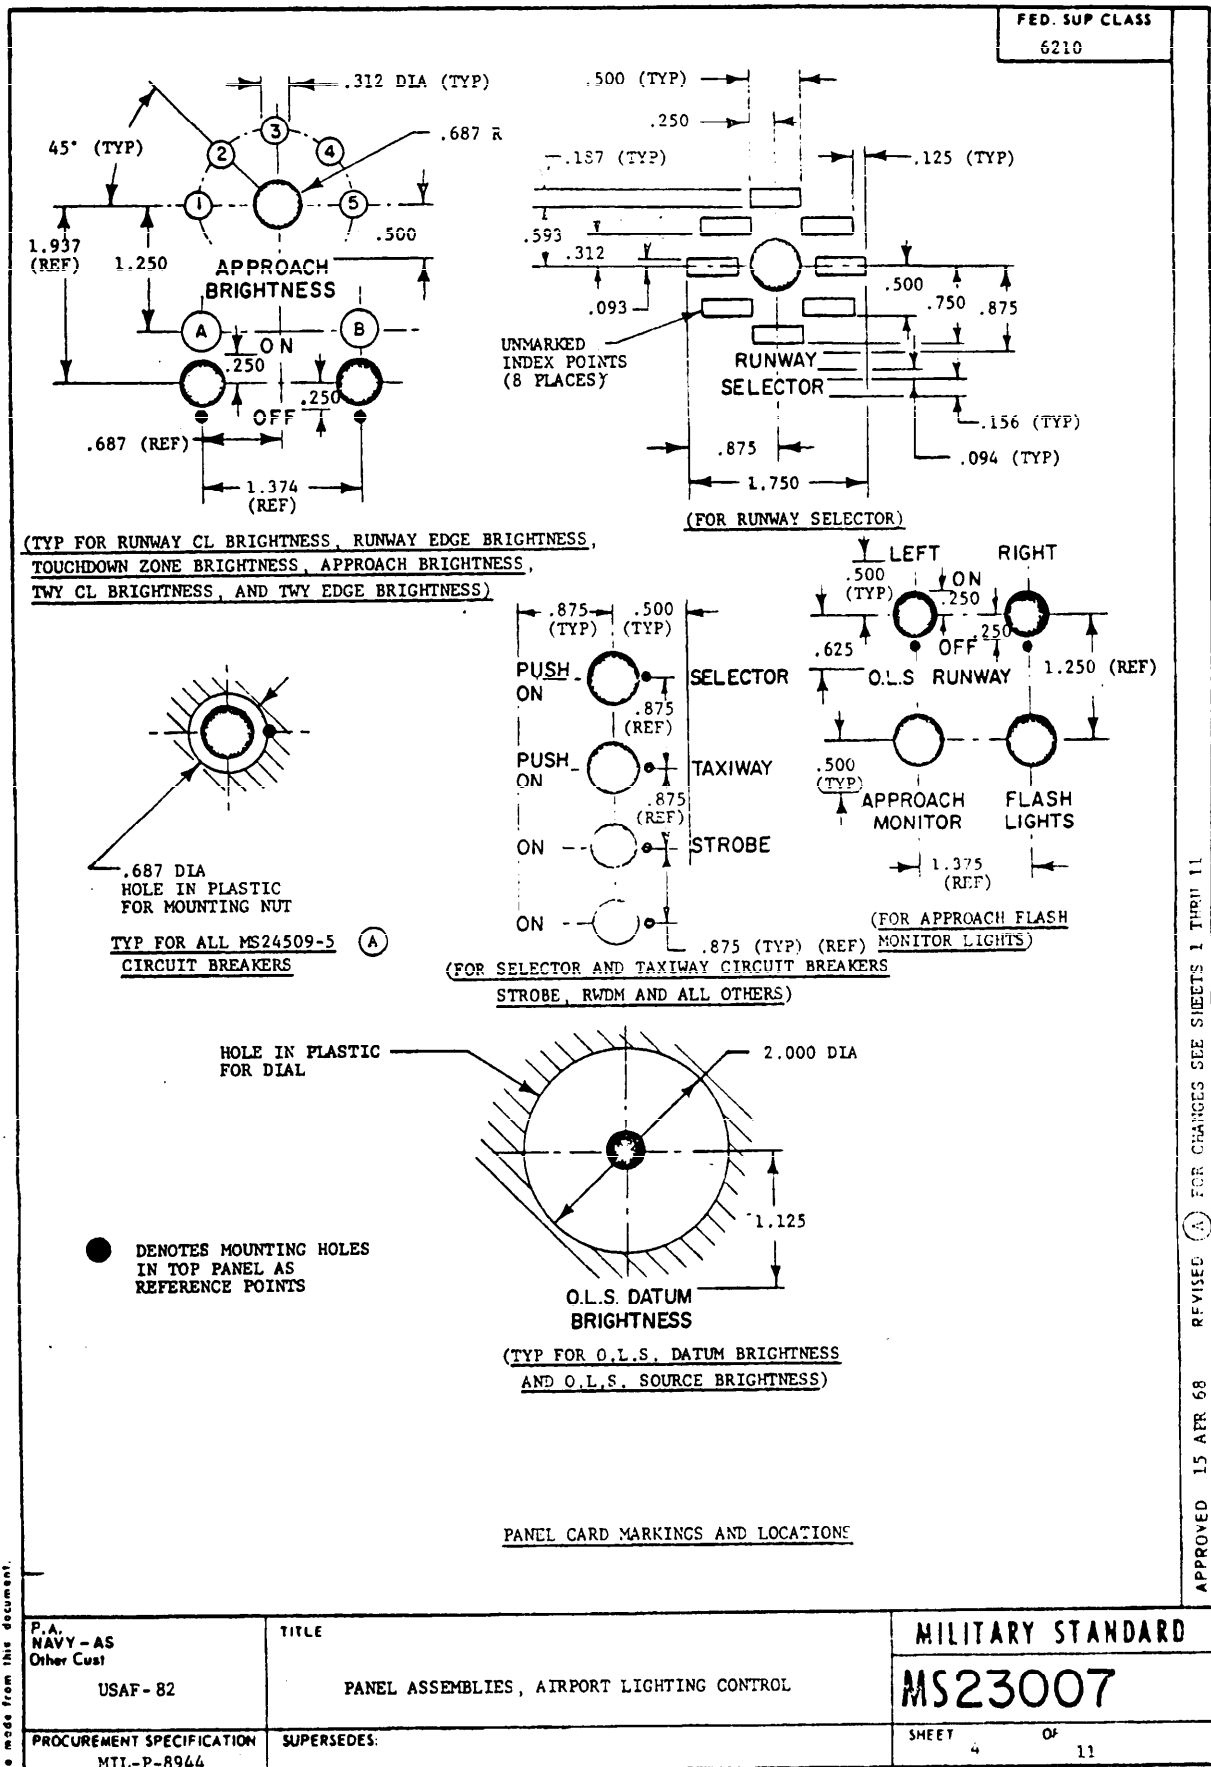 FED. SUP CLASS
6210
.312 DIA (TYP)
45° (TYP)
.687 R
1
2
3
4
5
1.937
(REF)
1.250
.500
APPROACH
BRIGHTNESS
A
B
ON
.250
.250
OFF
.687 (REF)
1.374
(REF)
(TYP FOR RUNWAY CL BRIGHTNESS, RUNWAY EDGE BRIGHTNESS,
TOUCHDOWN ZONE BRIGHTNESS, APPROACH BRIGHTNESS,
TWY CL BRIGHTNESS, AND TWY EDGE BRIGHTNESS)
.500 (TYP)
.250
.187 (TYP)
.125 (TYP)
.593
.312
.093
.500
.750
.875
UNMARKED
INDEX POINTS
(8 PLACES)
RUNWAY
SELECTOR
.156 (TYP)
.094 (TYP)
.875
1.750
(FOR RUNWAY SELECTOR)
.687 DIA
HOLE IN PLASTIC
FOR MOUNTING NUT
TYP FOR ALL MS24509-5
CIRCUIT BREAKERS
A
.875
(TYP)
.500
(TYP)
PUSH
ON
SELECTOR
.875
(REF)
PUSH
ON
TAXIWAY
.875
(REF)
ON
STROBE
ON
.875 (TYP) (REF)
(FOR SELECTOR AND TAXIWAY CIRCUIT BREAKERS
STROBE, RWDM AND ALL OTHERS)
LEFT
RIGHT
.500
(TYP)
ON
.250
.250
OFF
.625
O.L.S RUNWAY
1.250 (REF)
.500
(TYP)
APPROACH
MONITOR
FLASH
LIGHTS
1.375
(REF)
(FOR APPROACH FLASH
MONITOR LIGHTS)
HOLE IN PLASTIC
FOR DIAL
2.000 DIA
1.125
DENOTES MOUNTING HOLES
IN TOP PANEL AS
REFERENCE POINTS
O.L.S. DATUM
BRIGHTNESS
(TYP FOR O.L.S. DATUM BRIGHTNESS
AND O.L.S. SOURCE BRIGHTNESS)
PANEL CARD MARKINGS AND LOCATIONS
APPROVED 15 APR 68 REVISED A FOR CHANGES SEE SHEETS 1 THRU 11
made from this document.
P.A.
NAVY - AS
Other Cust
USAF - 82
TITLE
PANEL ASSEMBLIES, AIRPORT LIGHTING CONTROL
MILITARY STANDARD
MS23007
PROCUREMENT SPECIFICATION
MIL-P-8944
SUPERSEDES:
SHEET 4 OF 11